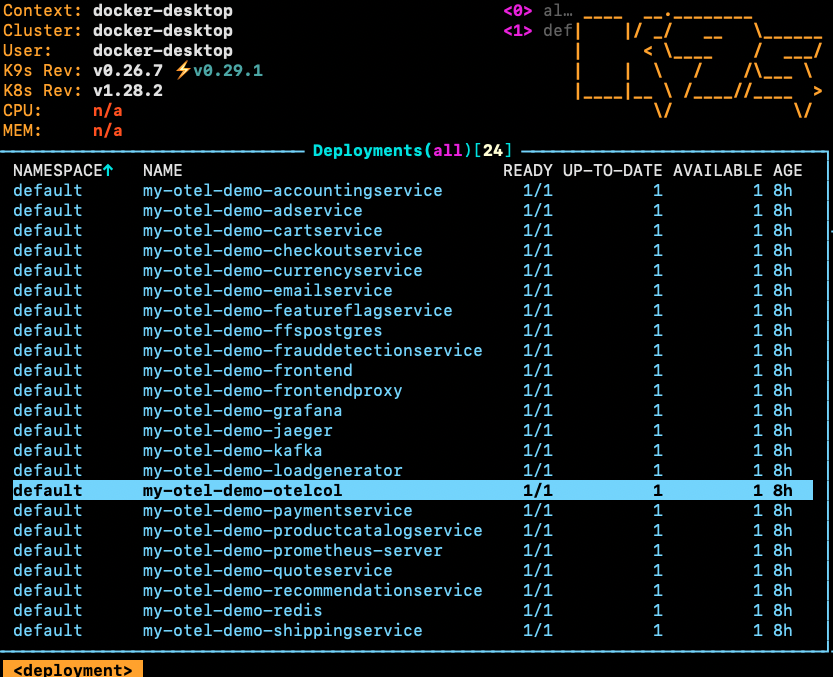 Context: docker-desktop <0> al…
Cluster: docker-desktop <1> def
User: docker-desktop
K9s Rev: v0.26.7 ⚡v0.29.1
K8s Rev: v1.28.2
CPU: n/a
MEM: n/a
Deployments(all)[24]
NAMESPACE↑ NAME READY UP-TO-DATE AVAILABLE AGE
default my-otel-demo-accountingservice 1/1 1 1 8h
default my-otel-demo-adservice 1/1 1 1 8h
default my-otel-demo-cartservice 1/1 1 1 8h
default my-otel-demo-checkoutservice 1/1 1 1 8h
default my-otel-demo-currencyservice 1/1 1 1 8h
default my-otel-demo-emailservice 1/1 1 1 8h
default my-otel-demo-featureflagservice 1/1 1 1 8h
default my-otel-demo-ffspostgres 1/1 1 1 8h
default my-otel-demo-frauddetectionservice 1/1 1 1 8h
default my-otel-demo-frontend 1/1 1 1 8h
default my-otel-demo-frontendproxy 1/1 1 1 8h
default my-otel-demo-grafana 1/1 1 1 8h
default my-otel-demo-jaeger 1/1 1 1 8h
default my-otel-demo-kafka 1/1 1 1 8h
default my-otel-demo-loadgenerator 1/1 1 1 8h
default my-otel-demo-otelcol 1/1 1 1 8h
default my-otel-demo-paymentservice 1/1 1 1 8h
default my-otel-demo-productcatalogservice 1/1 1 1 8h
default my-otel-demo-prometheus-server 1/1 1 1 8h
default my-otel-demo-quoteservice 1/1 1 1 8h
default my-otel-demo-recommendationservice 1/1 1 1 8h
default my-otel-demo-redis 1/1 1 1 8h
default my-otel-demo-shippingservice 1/1 1 1 8h
<deployment>